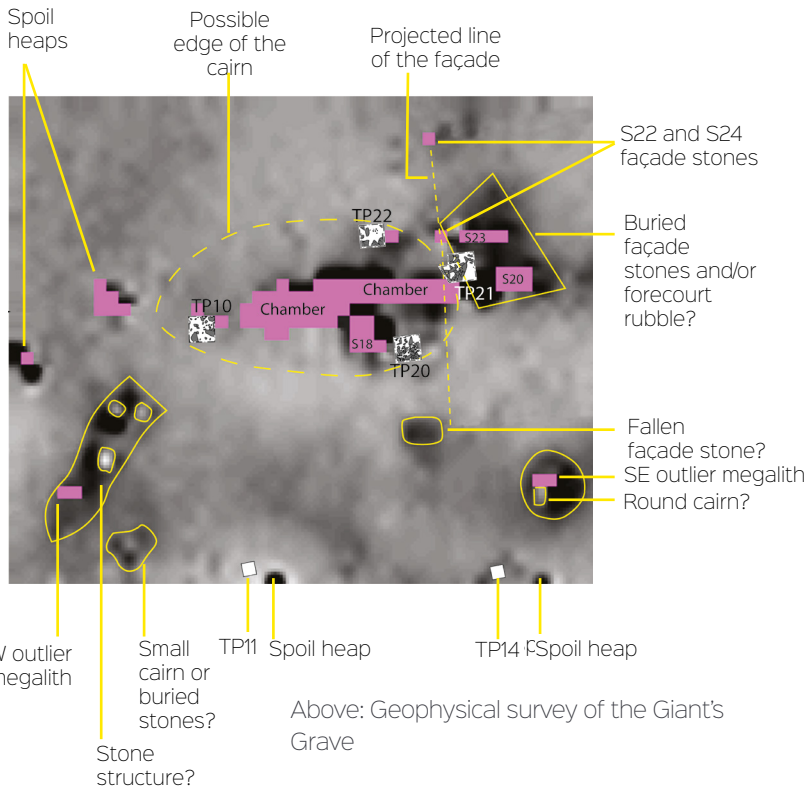 Spoil
heaps
Possible
edge of the
cairn
Projected line
of the façade
S22 and S24
façade stones
Buried
façade
stones and/or
forecourt
rubble?
TP22
S23
TP21
S20
Chamber
Chamber
TP10
S18
TP20
Fallen
façade stone?
SE outlier megalith
Round cairn?
outlier
megalith
Small
cairn or
buried
stones?
TP11
Spoil heap
TP14
Spoil heap
Stone
structure?
Above: Geophysical survey of the Giant's
Grave